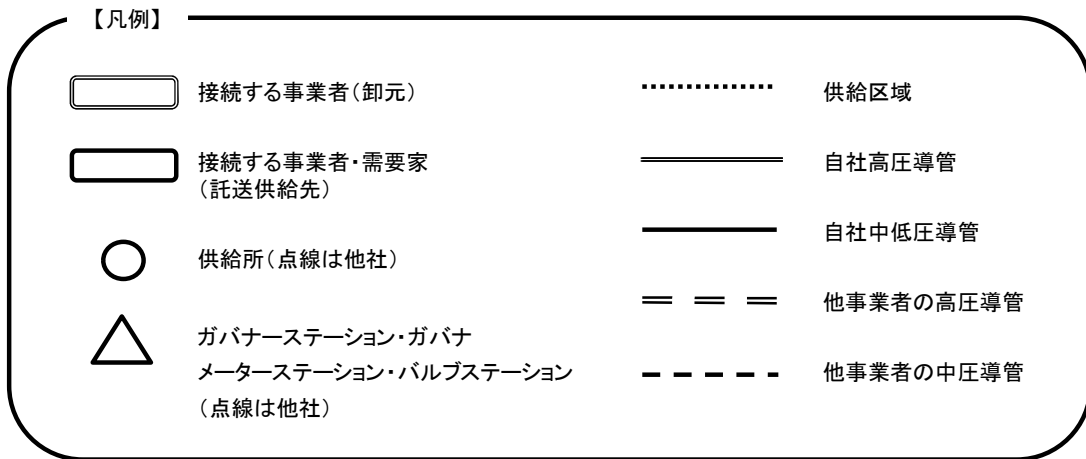 【凡例】
接続する事業者（卸元）
接続する事業者・需要家
（託送供給先）
供給所（点線は他社）
ガバナーステーション・ガバナ
メーターステーション・バルブステーション
（点線は他社）
供給区域
自社高圧導管
自社中低圧導管
他事業者の高圧導管
他事業者の中圧導管